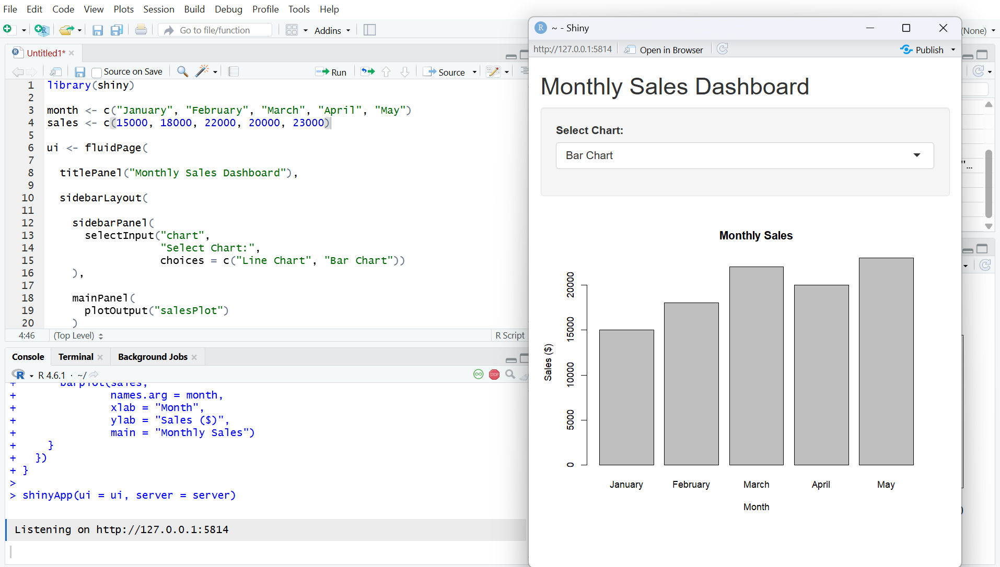 File Edit Code View Plots Session Build Debug Profile Tools Help
Go to file/function
Addins
(None)
Untitled1*
Source on Save
Run
Source
1 library(shiny)
2
3 month <- c("January", "February", "March", "April", "May")
4 sales <- c(15000, 18000, 22000, 20000, 23000)
5
6 ui <- fluidPage(
7
8   titlePanel("Monthly Sales Dashboard"),
9
10   sidebarLayout(
11
12     sidebarPanel(
13       selectInput("chart",
14                   "Select Chart:",
15                   choices = c("Line Chart", "Bar Chart"))
16     ),
17
18     mainPanel(
19       plotOutput("salesPlot")
20     )
4:46 (Top Level) R Script
Console Terminal Background Jobs
R 4.6.1 · ~/
+       barplot(sales,
+               names.arg = month,
+               xlab = "Month",
+               ylab = "Sales ($)",
+               main = "Monthly Sales")
+     }
+   })
+ }
>
> shinyApp(ui = ui, server = server)
Listening on http://127.0.0.1:5814
R ~ - Shiny
http://127.0.0.1:5814 Open in Browser Publish
Monthly Sales Dashboard
Select Chart:
Bar Chart
Monthly Sales
Sales ($)
20000
15000
10000
5000
0
January February March April May
Month
"...
STOP
)